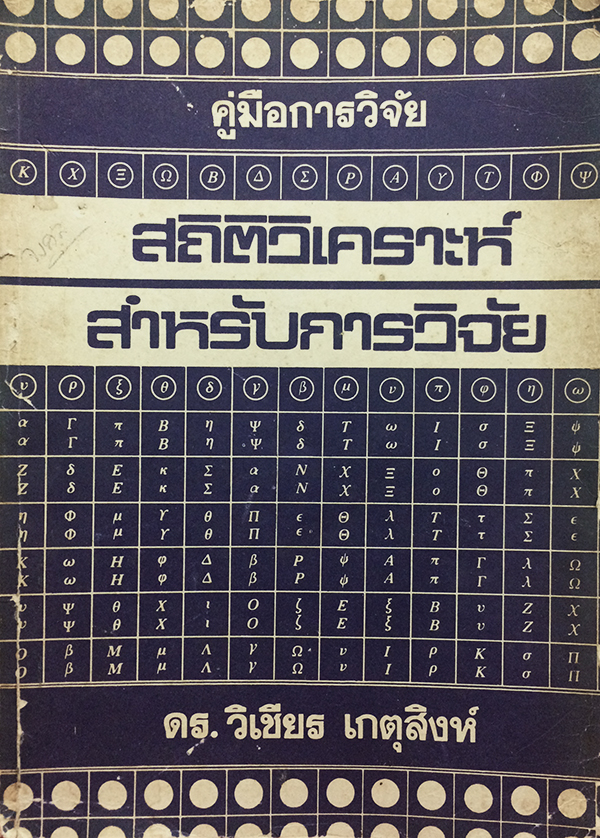 คู่มือการวิจัย
Κ Χ Ξ Ω Β Δ Σ Ρ Α Υ Τ Φ Ψ
สถิติวิเคราะห์
สำหรับการวิจัย
υ ρ ξ θ δ γ β μ ν π φ η ω
α Γ π Β η Ψ δ Τ ω Ι σ Ξ ψ
α Γ π Β η Ψ δ Τ ω Ι σ Ξ ψ
Ζ δ Ε κ Σ α Ν Χ Ξ ο Θ π Χ
Ζ δ Ε κ Σ α Ν Χ Ξ ο Θ π Χ
η Φ μ Υ θ Π ε Θ λ Τ τ Σ ε
η Φ μ Υ θ Π ε Θ λ Τ τ Σ ε
Κ ω Η φ Δ β Ρ ψ Α π Γ λ Ω
Κ ω Η φ Δ β Ρ ψ Α π Γ λ Ω
υ Ψ θ Χ ι Ο ζ Ε ξ Β υ Ζ Χ
υ Ψ θ Χ ι Ο ζ Ε ξ Β υ Ζ Χ
Ο β Μ μ Λ γ Ω ν Ι ρ Κ σ Π
Ο β Μ μ Λ γ Ω ν Ι ρ Κ σ Π
ดร. วิเชียร เกตุสิงห์